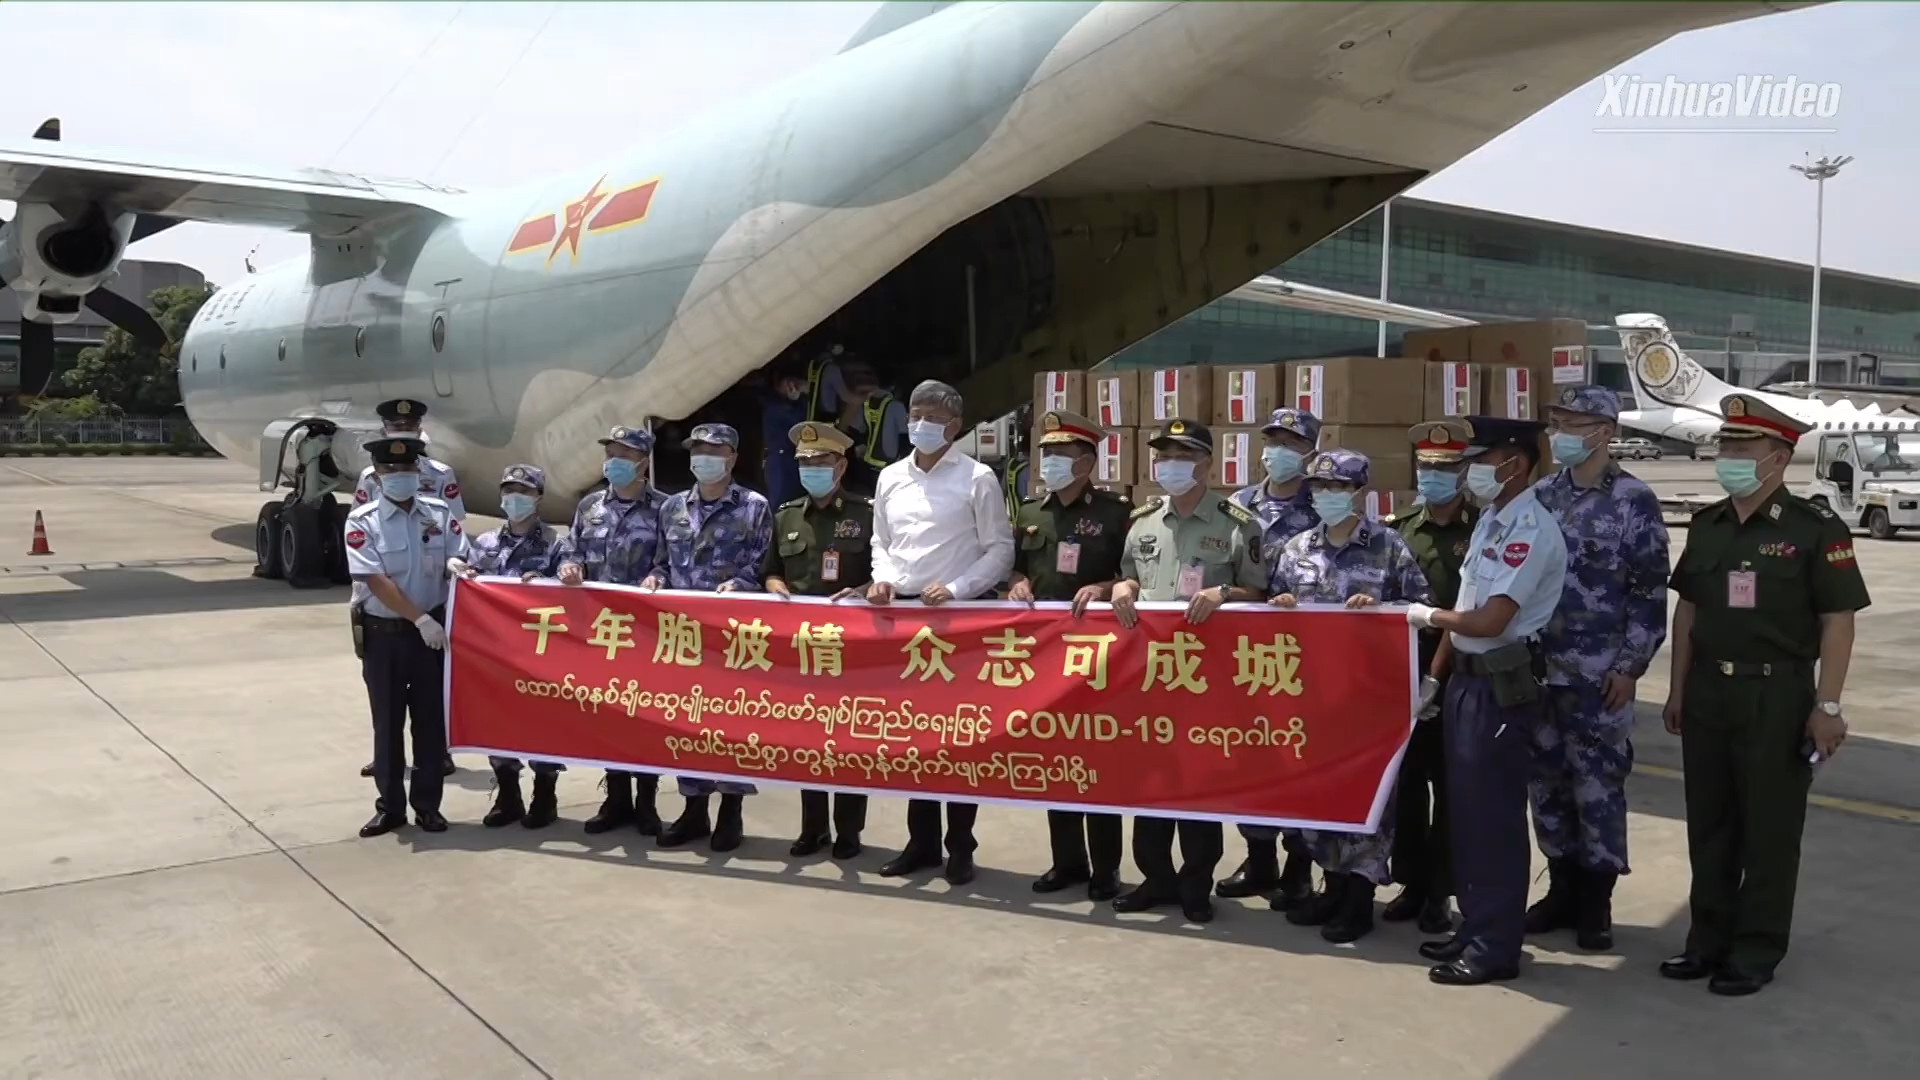 XinhuaVideo
千年胞波情 众志可成城
ထောင်စုနှစ်ချီဆွေမျိုးပေါက်ဖော်ချစ်ကြည်ရေးဖြင့် COVID-19 ရောဂါကို
စုပေါင်းညီစွာ တွန်းလှန်တိုက်ဖျက်ကြပါစို့။